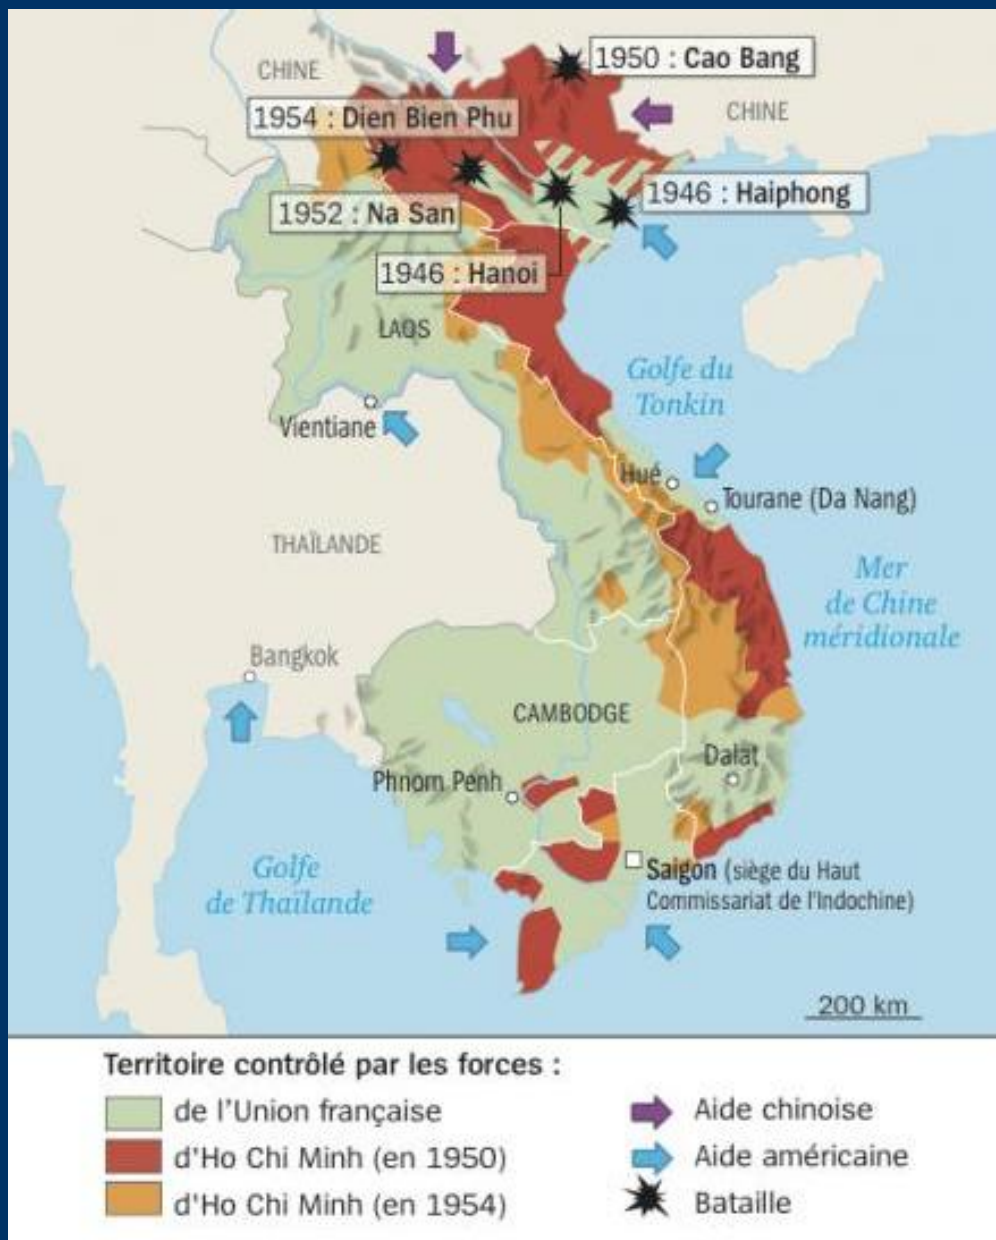 1950 : Cao Bang
CHINE
CHINE
1954 : Dien Bien Phu
1946 : Haiphong
1952 : Na San
1946 : Hanoi
LAOS
Golfe du
Tonkin
Vientiane
Hué
Tourane (Da Nang)
THAÏLANDE
Mer
de Chine
méridionale
Bangkok
CAMBODGE
Dalat
Phnom Penh
Golfe
de Thaïlande
Saigon (siège du Haut
Commissariat de l'Indochine)
200 km
Territoire contrôlé par les forces :
de l'Union française
d'Ho Chi Minh (en 1950)
d'Ho Chi Minh (en 1954)
Aide chinoise
Aide américaine
Bataille